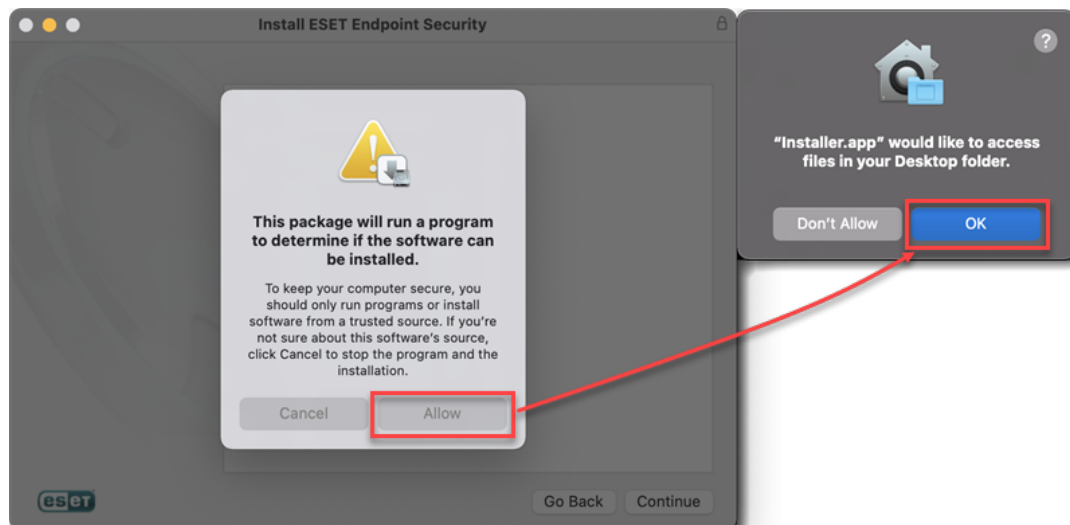 Install ESET Endpoint Security
This package will run a program
to determine if the software can
be installed.
To keep your computer secure, you
should only run programs or install
software from a trusted source. If you're
not sure about this software's source,
click Cancel to stop the program and the
installation.
Cancel
Allow
eseT
Go Back
Continue
?
"Installer.app" would like to access
files in your Desktop folder.
Don't Allow
OK